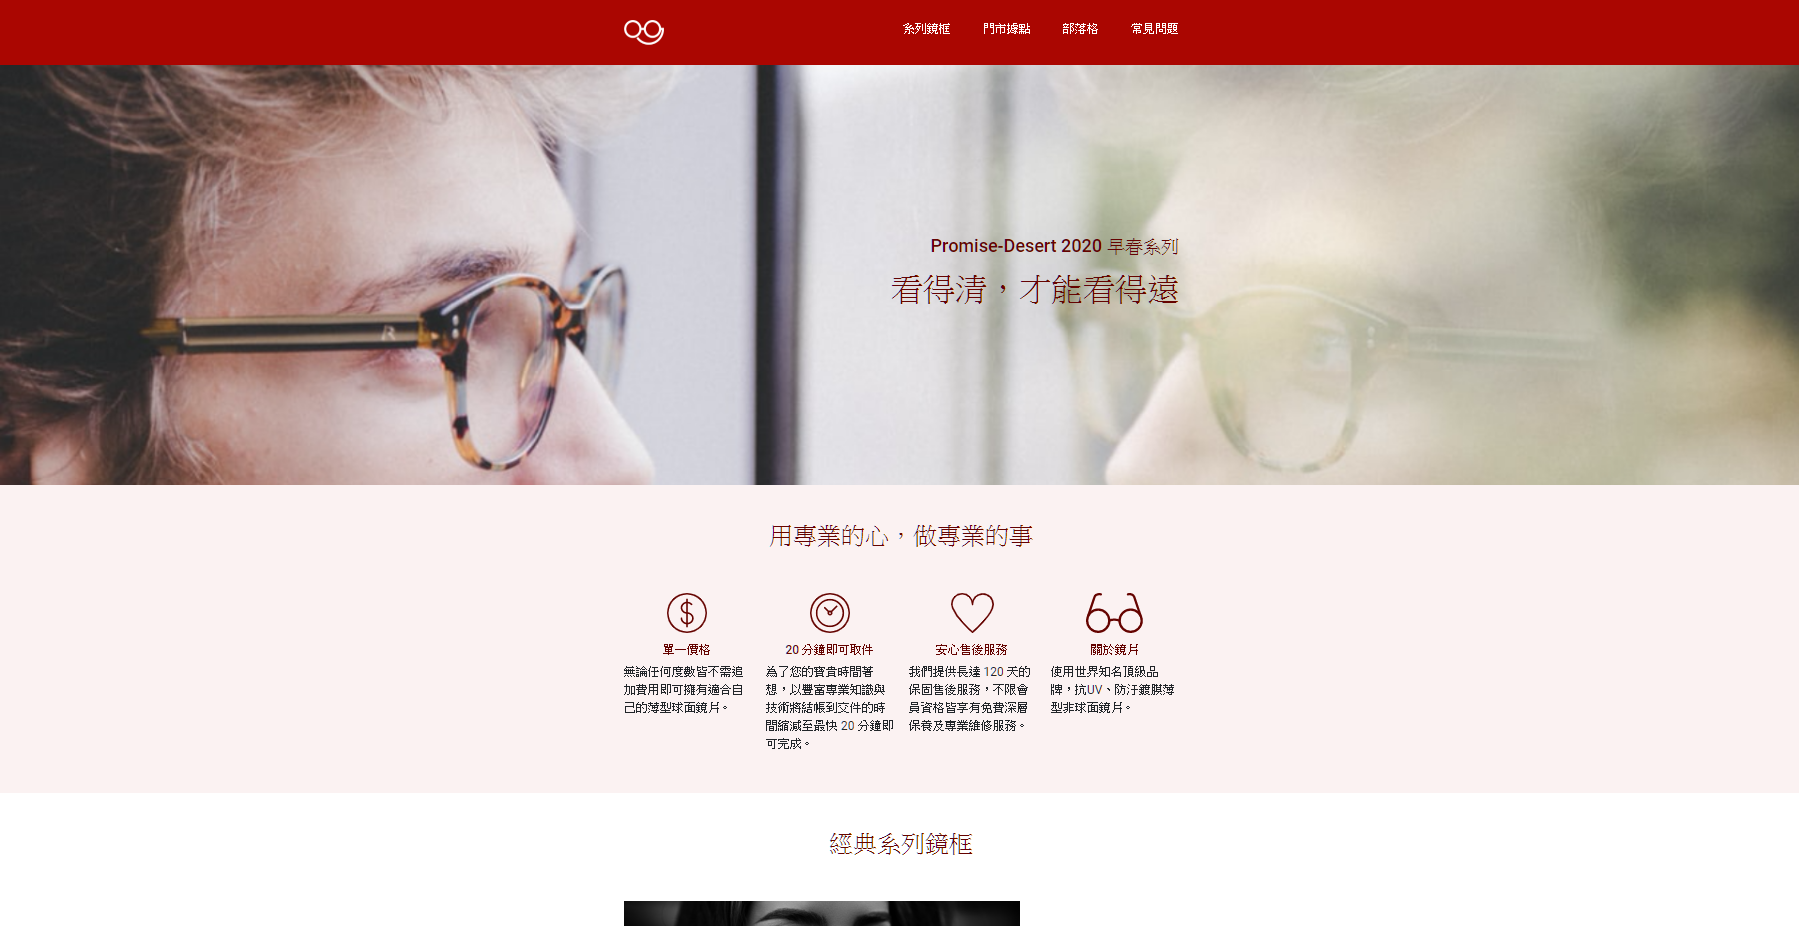 系列鏡框 門市據點 部落格 常見問題
Promise-Desert 2020 早春系列
看得清，才能看得遠
用專業的心，做專業的事
單一價格
無論任何度數皆不需追
加費用即可擁有適合自
己的薄型球面鏡片。
20 分鐘即可取件
為了您的寶貴時間著
想，以豐富專業知識與
技術將結帳到交件的時
間縮減至最快 20 分鐘即
可完成。
安心售後服務
我們提供長達 120 天的
保固售後服務，不限會
員資格皆享有免費深層
保養及專業維修服務。
關於鏡片
使用世界知名頂級品
牌，抗UV、防汙鍍膜薄
型非球面鏡片。
經典系列鏡框